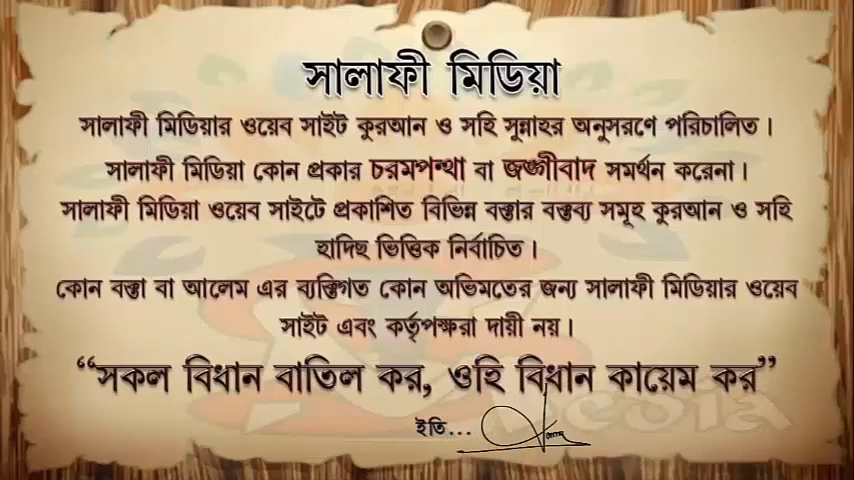 সালাফী মিডিয়া
সালাফী মিডিয়ার ওয়েব সাইট কুরআন ও সহি সুন্নাহর অনুসরণে পরিচালিত।
সালাফী মিডিয়া কোন প্রকার চরমপন্থা বা জঙ্গীবাদ সমর্থন করেনা।
সালাফী মিডিয়া ওয়েব সাইটে প্রকাশিত বিভিন্ন বক্তার বক্তব্য সমূহ কুরআন ও সহি
হাদিছ ভিত্তিক নির্বাচিত।
কোন বক্তা বা আলেম এর ব্যক্তিগত কোন অভিমতের জন্য সালাফী মিডিয়ার ওয়েব
সাইট এবং কর্তৃপক্ষরা দায়ী নয়।
“সকল বিধান বাতিল কর, ওহি বিধান কায়েম কর”
ইতি...